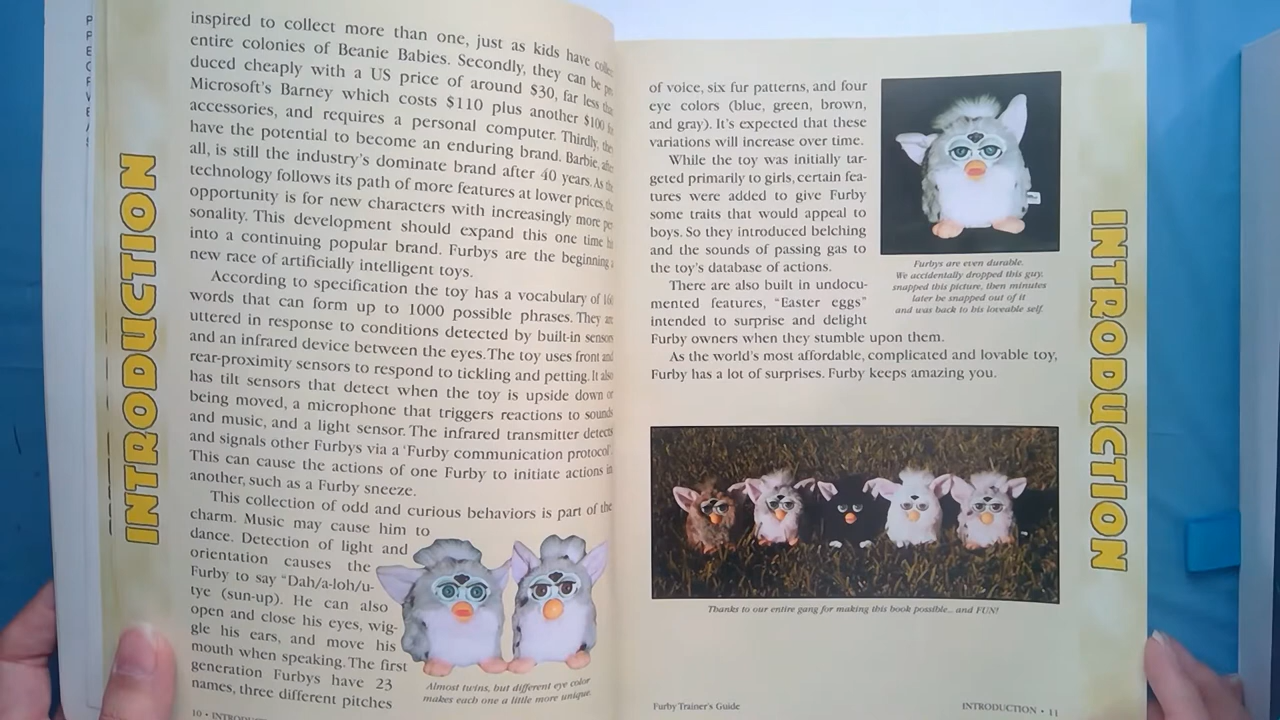 INTRODUCTION
inspired to collect more than one, just as kids have
entire colonies of Beanie Babies. Secondly, they can be
duced cheaply with a US price of around $30, far less
Microsoft's Barney which costs $110 plus another $100
accessories, and requires a personal computer. Thirdly,
have the potential to become an enduring brand. Barbie,
all, is still the industry's dominate brand after 40 years. As
technology follows its path of more features at lower prices,
opportunity is for new characters with increasingly more
sonality. This development should expand this one time
into a continuing popular brand. Furbys are the beginning
new race of artificially intelligent toys.
According to specification the toy has a vocabulary of
words that can form up to 1000 possible phrases. They
uttered in response to conditions detected by built-in sensors
and an infrared device between the eyes. The toy uses front and
rear-proximity sensors to respond to tickling and petting. It also
has tilt sensors that detect when the toy is upside down or
being moved, a microphone that triggers reactions to sounds
and music, and a light sensor. The infrared transmitter detects
and signals other Furbys via a 'Furby communication protocol'.
This can cause the actions of one Furby to initiate actions in
another, such as a Furby sneeze.
This collection of odd and curious behaviors is part of the
charm. Music may cause him to
dance. Detection of light and
orientation causes the
Furby to say "Dah/a-loh/u-
tye (sun-up). He can also
open and close his eyes, wig-
gle his ears, and move his
mouth when speaking. The first
generation Furbys have 23
names, three different pitches
Almost twins, but different eye color
makes each one a little more unique.
10 •
of voice, six fur patterns, and four
eye colors (blue, green, brown,
and gray). It's expected that these
variations will increase over time.
While the toy was initially tar-
geted primarily to girls, certain fea-
tures were added to give Furby
some traits that would appeal to
boys. So they introduced belching
and the sounds of passing gas to
the toy's database of actions.
There are also built in undocu-
mented features, "Easter eggs"
intended to surprise and delight
Furby owners when they stumble upon them.
As the world's most affordable, complicated and lovable toy,
Furby has a lot of surprises. Furby keeps amazing you.
Furbys are even durable.
We accidentally dropped this guy,
snapped this picture, then minutes
later he snapped out of it
and was back to his loveable self.
Thanks to our entire gang for making this book possible... and FUN!
Furby Trainer's Guide
INTRODUCTION • 11
INTRODUCTION